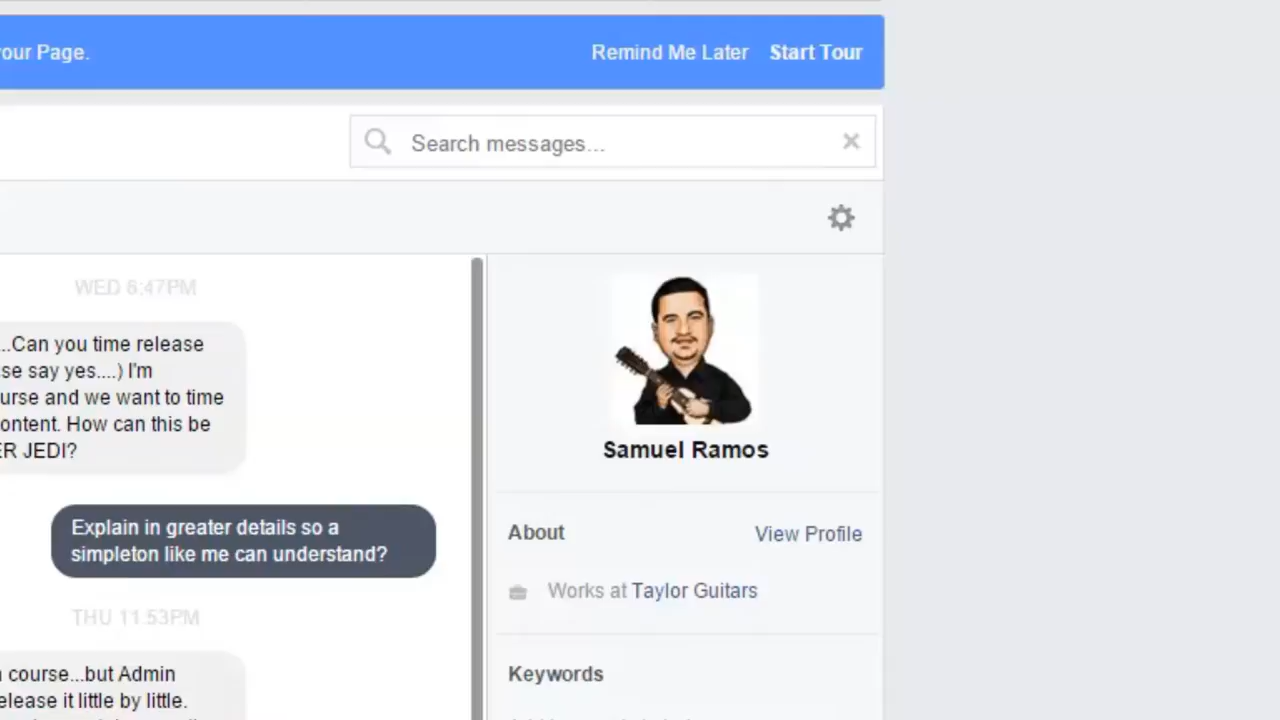 our Page.
Remind Me Later Start Tour
Search messages...
WED 6:47PM
...Can you time release
se say yes....) I'm
urse and we want to time
ontent. How can this be
ER JEDI?
Explain in greater details so a
simpleton like me can understand?
THU 11:53PM
course...but Admin
elease it little by little.
Samuel Ramos
About View Profile
Works at Taylor Guitars
Keywords